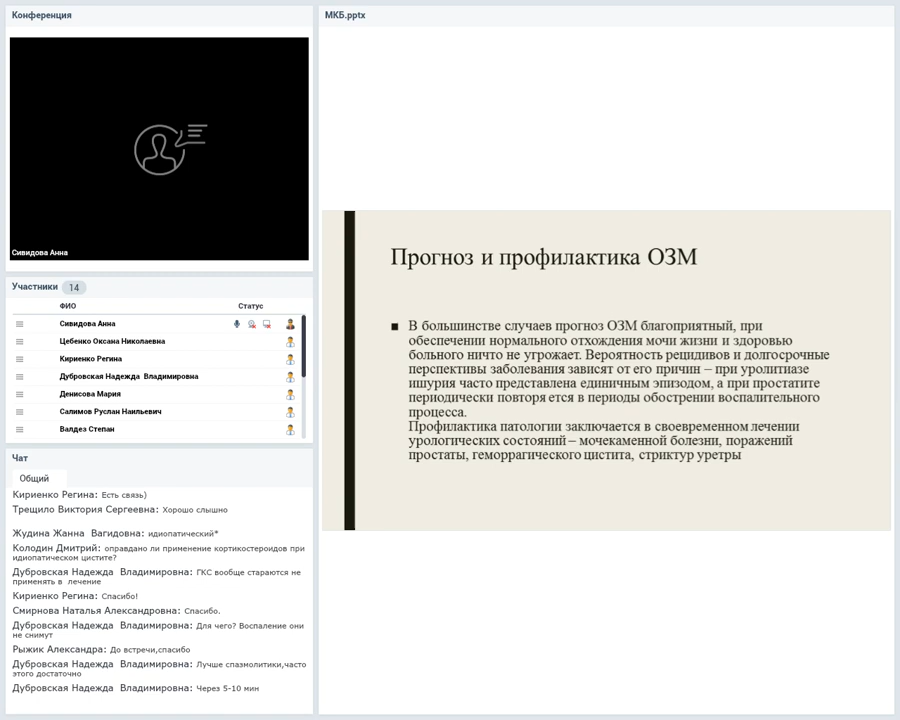 Конференция
Сивидова Анна
Участники 14
ФИО Статус
Сивидова Анна
Цебенко Оксана Николаевна
Кириенко Регина
Дубровская Надежда Владимировна
Денисова Мария
Салимов Руслан Наильевич
Валдез Степан
Чат
Общий
Кириенко Регина: Есть связь)
Трещило Виктория Сергеевна: Хорошо слышно
Жудина Жанна Вагидовна: идиопатический*
Колодин Дмитрий: оправдано ли применение кортикостероидов при
идиопатическом цистите?
Дубровская Надежда Владимировна: ГКС вообще стараются не
применять в лечение
Кириенко Регина: Спасибо!
Смирнова Наталья Александровна: Спасибо.
Дубровская Надежда Владимировна: Для чего? Воспаление они
не снимут
Рыжик Александра: До встречи,спасибо
Дубровская Надежда Владимировна: Лучше спазмолитики,часто
этого достаточно
Дубровская Надежда Владимировна: Через 5-10 мин
МКБ.pptx
Прогноз и профилактика ОЗМ
■ В большинстве случаев прогноз ОЗМ благоприятный, при
обеспечении нормального отхождения мочи жизни и здоровью
больного ничто не угрожает. Вероятность рецидивов и долгосрочные
перспективы заболевания зависят от его причин – при уролитиазе
ишурия часто представлена единичным эпизодом, а при простатите
периодически повторя ется в периоды обострении воспалительного
процесса.
Профилактика патологии заключается в своевременном лечении
урологических состояний – мочекаменной болезни, поражений
простаты, геморрагического цистита, стриктур уретры